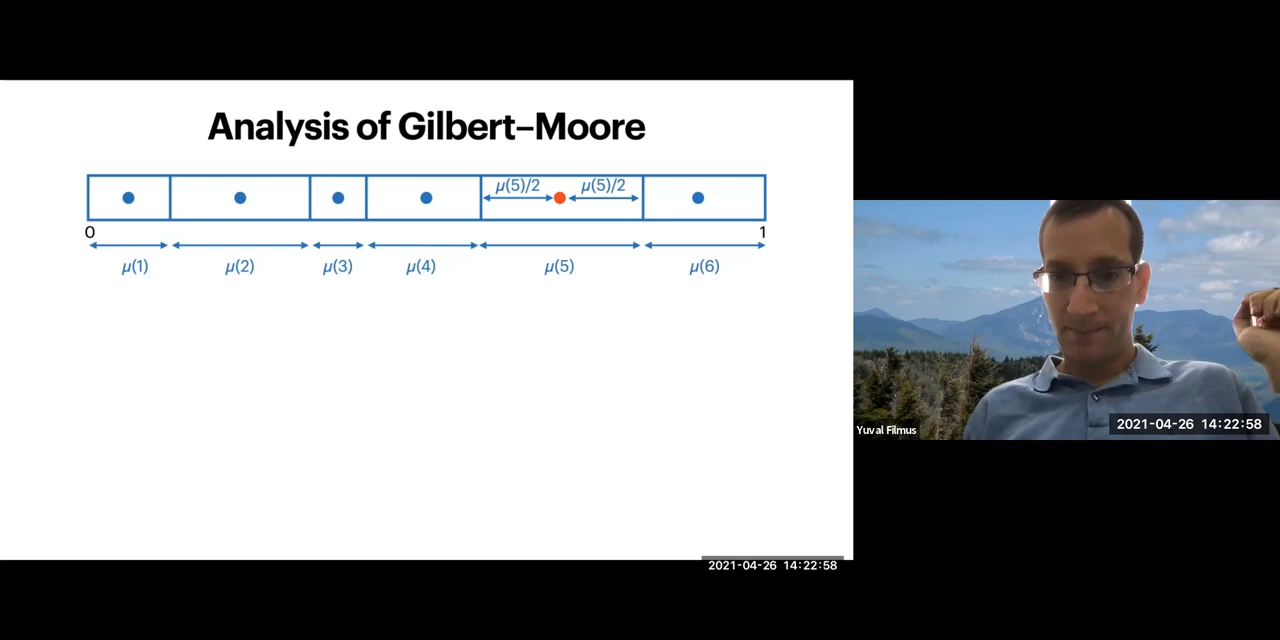 Analysis of Gilbert–Moore
μ(5)/2 μ(5)/2
0 1
μ(1) μ(2) μ(3) μ(4) μ(5) μ(6)
Yuval Filmus
2021-04-26 14:22:58
2021-04-26 14:22:58